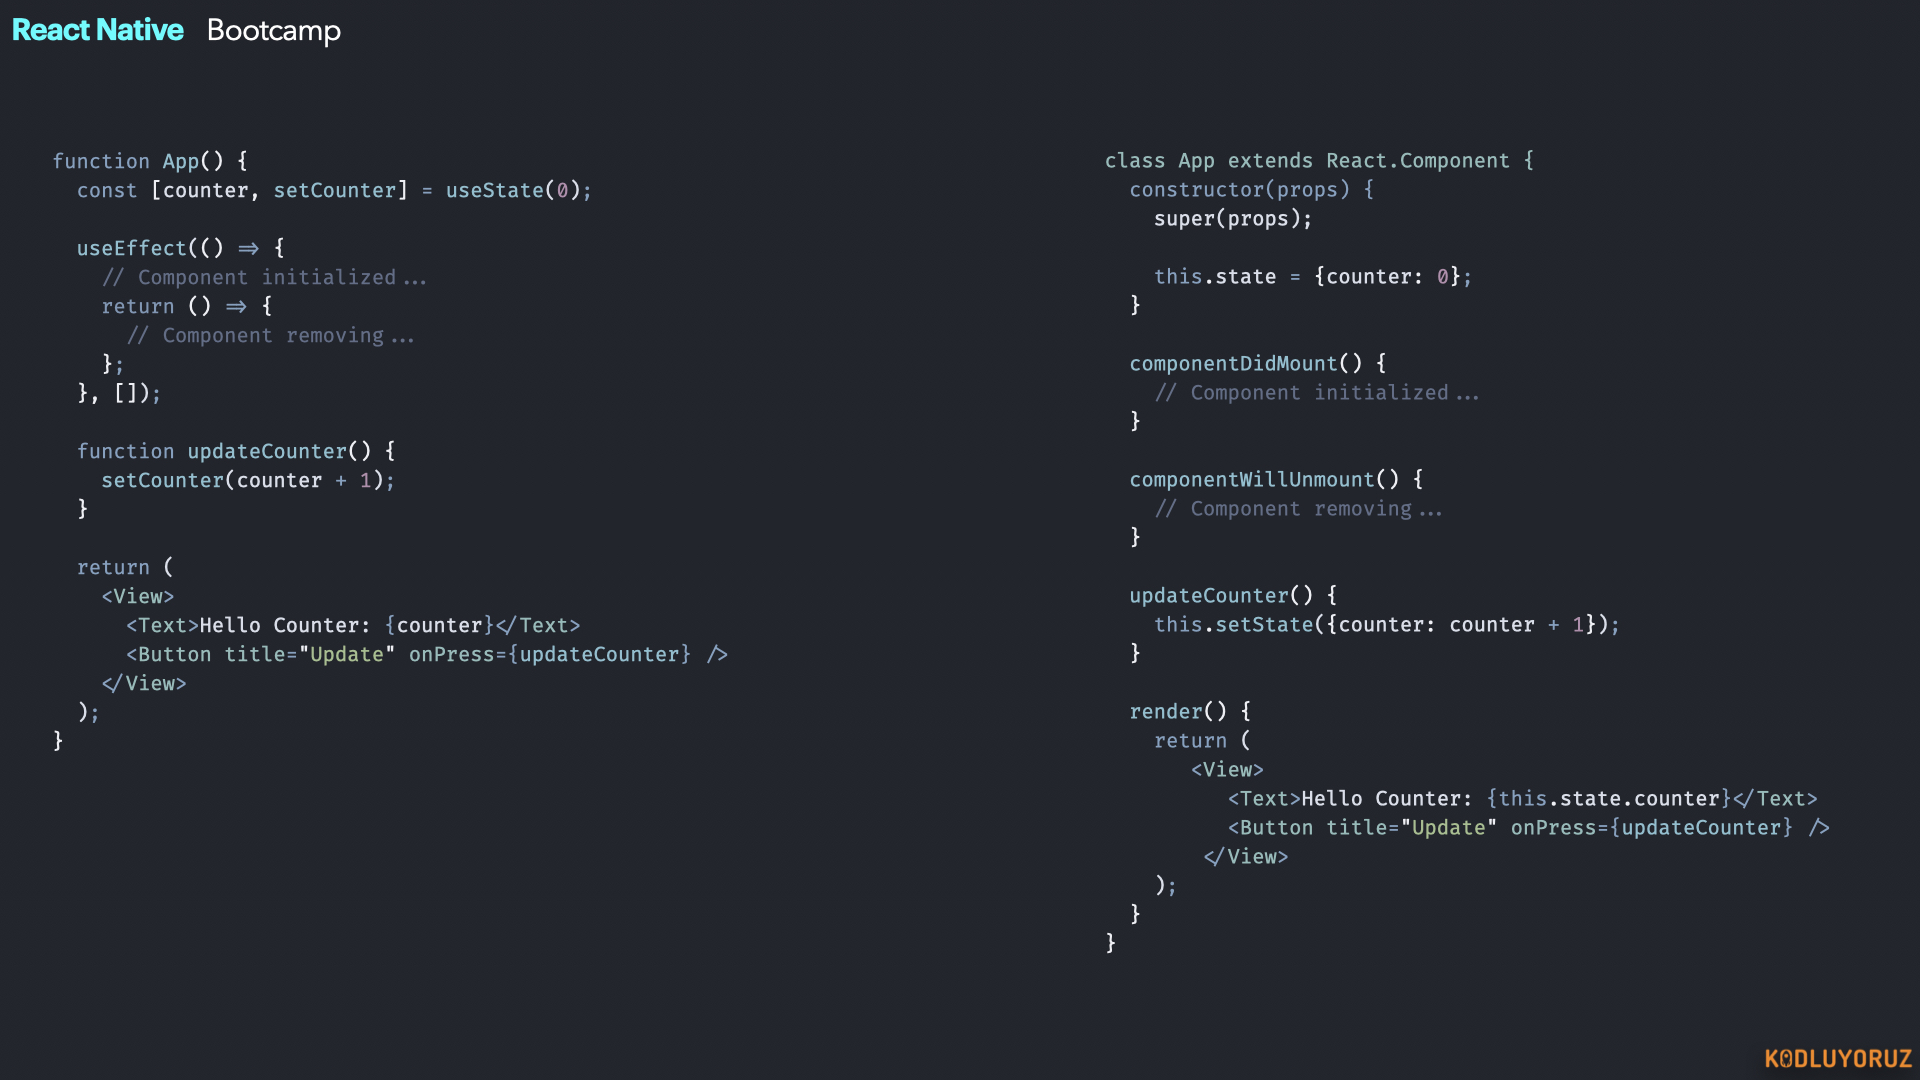 React Native Bootcamp
function App() {
  const [counter, setCounter] = useState(0);

  useEffect(() => {
    // Component initialized...
    return () => {
      // Component removing...
    };
  }, []);

  function updateCounter() {
    setCounter(counter + 1);
  }

  return (
    <View>
      <Text>Hello Counter: {counter}</Text>
      <Button title="Update" onPress={updateCounter} />
    </View>
  );
}
class App extends React.Component {
  constructor(props) {
    super(props);

    this.state = {counter: 0};
  }

  componentDidMount() {
    // Component initialized...
  }

  componentWillUnmount() {
    // Component removing...
  }

  updateCounter() {
    this.setState({counter: counter + 1});
  }

  render() {
    return (
       <View>
          <Text>Hello Counter: {this.state.counter}</Text>
          <Button title="Update" onPress={updateCounter} />
        </View>
    );
  }
}
KODLUYORUZ